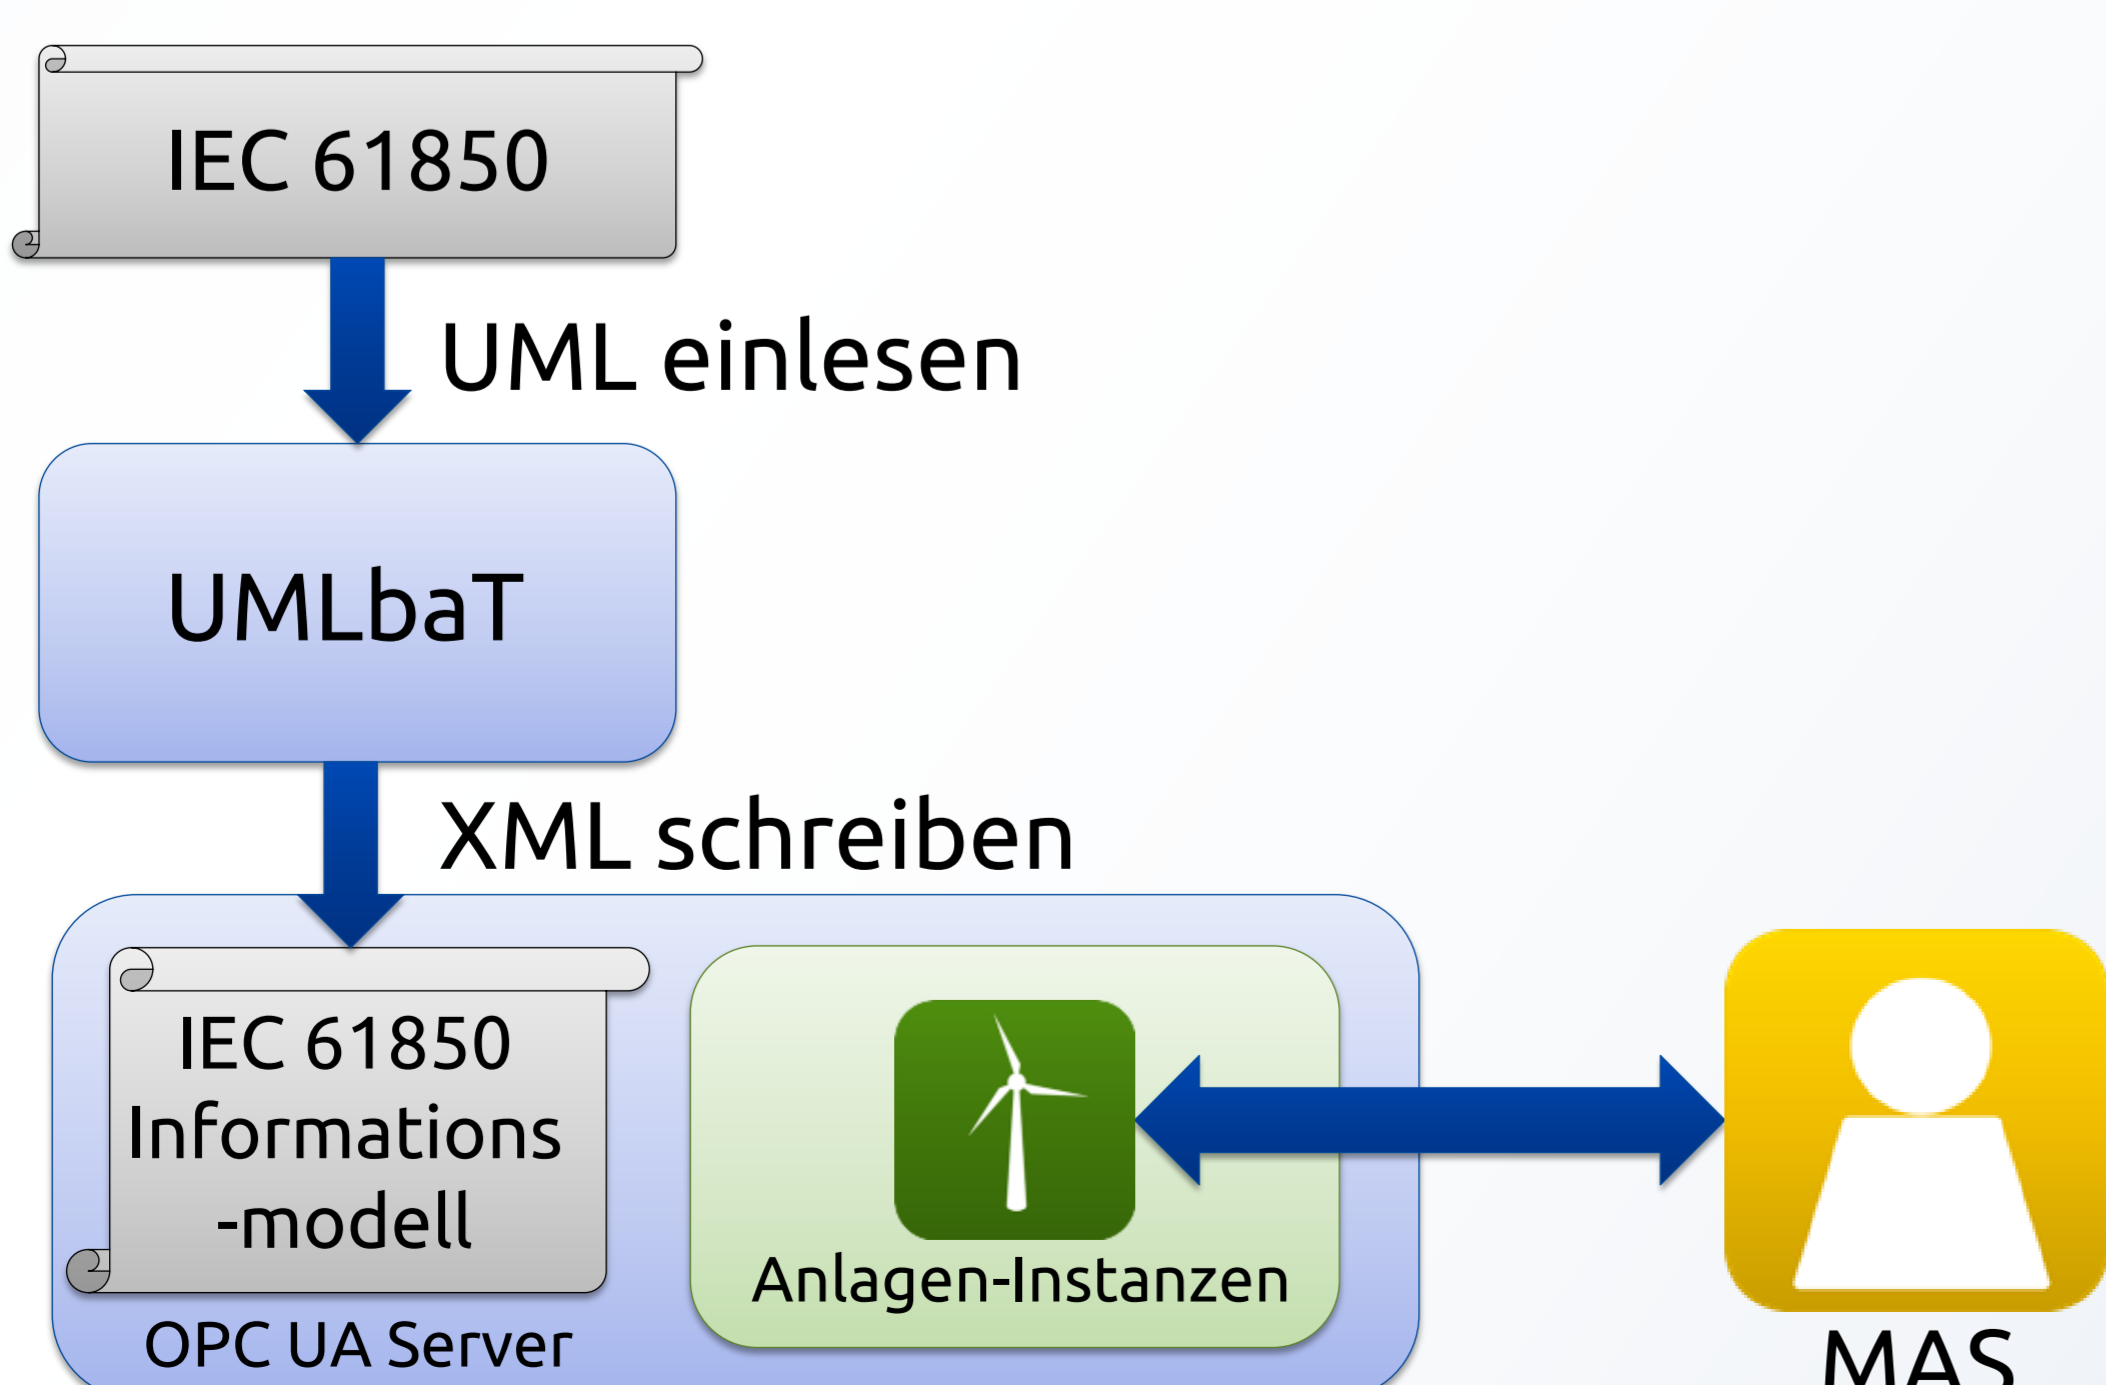 IEC 61850
UML einlesen
UMLbaT
XML schreiben
IEC 61850
Informations
-modell
Anlagen-Instanzen
OPC UA Server
MAS